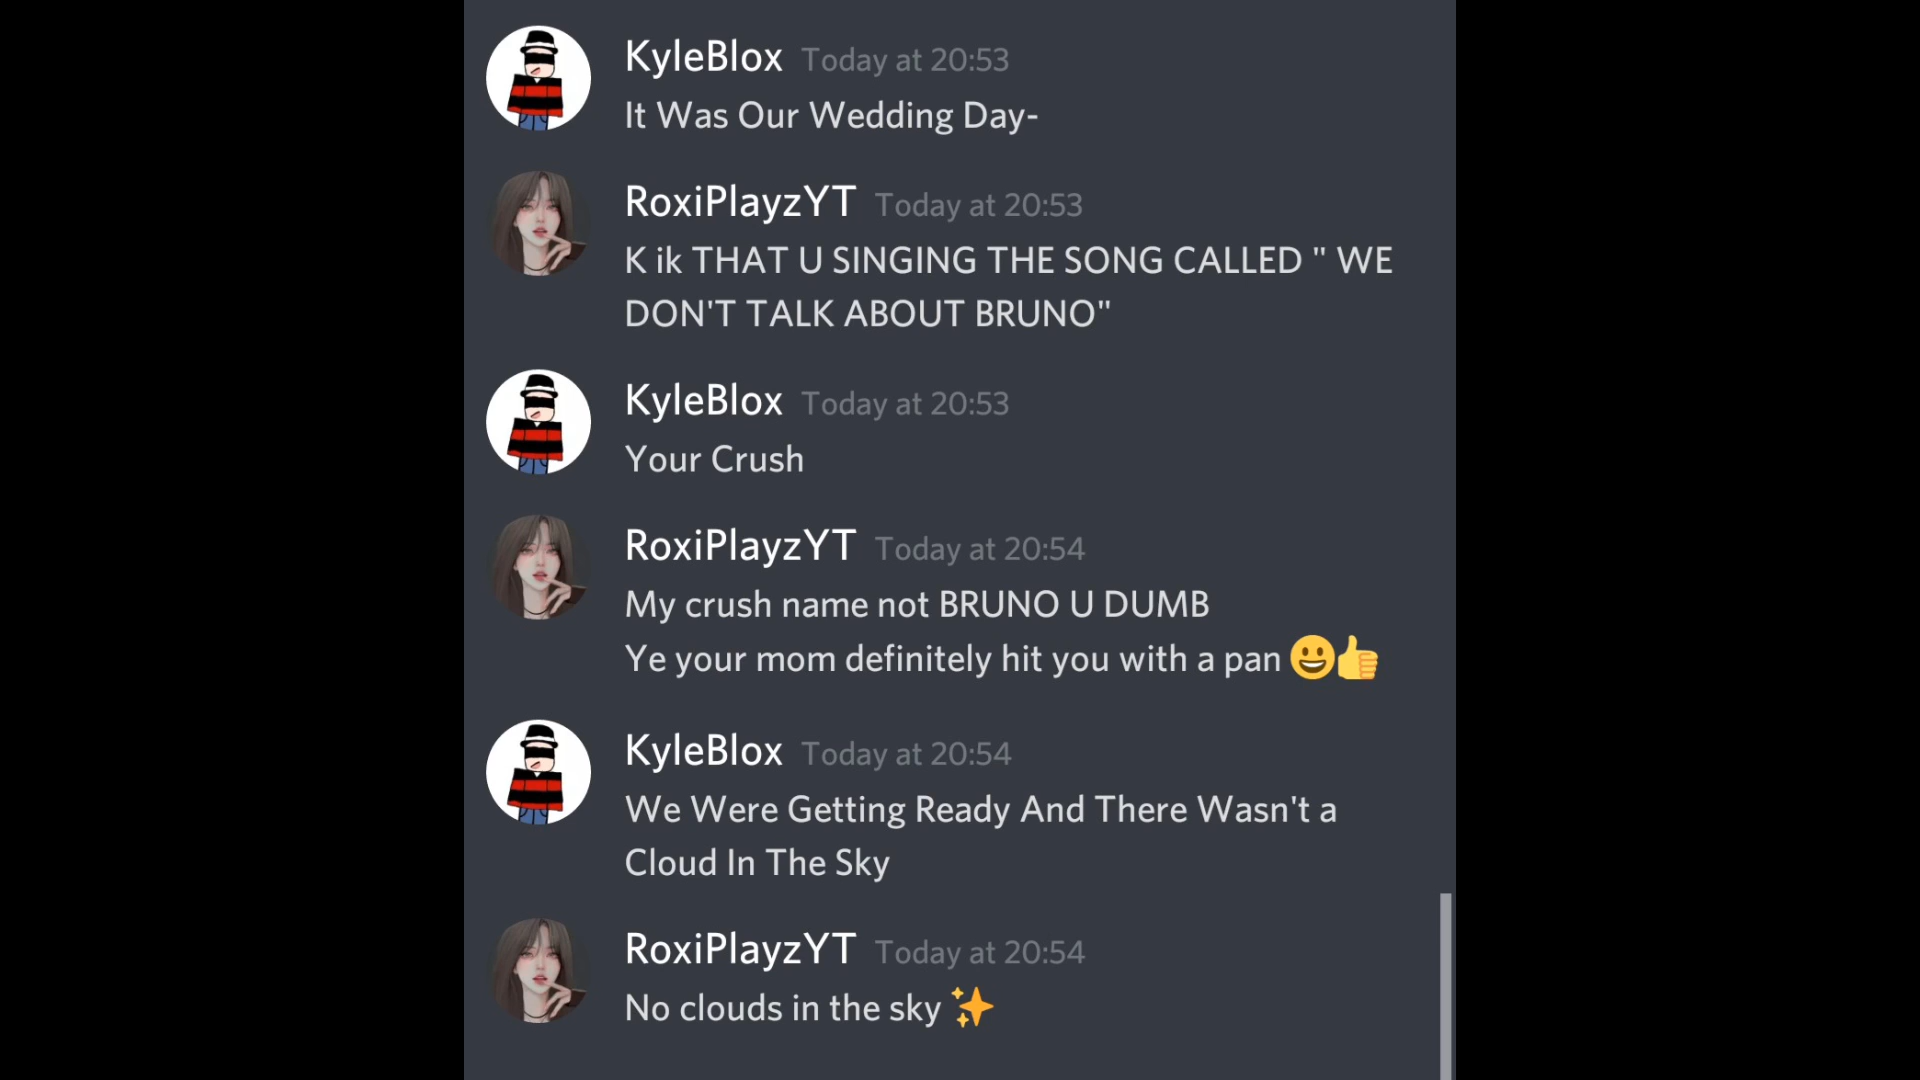 KyleBlox Today at 20:53
It Was Our Wedding Day-
RoxiPlayzYT Today at 20:53
K ik THAT U SINGING THE SONG CALLED " WE
DON'T TALK ABOUT BRUNO"
KyleBlox Today at 20:53
Your Crush
RoxiPlayzYT Today at 20:54
My crush name not BRUNO U DUMB
Ye your mom definitely hit you with a pan 😀👍
KyleBlox Today at 20:54
We Were Getting Ready And There Wasn't a
Cloud In The Sky
RoxiPlayzYT Today at 20:54
No clouds in the sky ✨